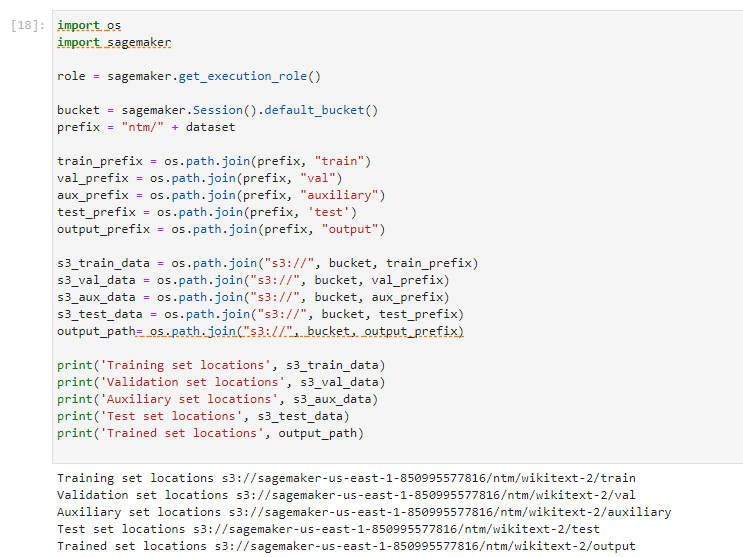 [18]: import os
import sagemaker
role = sagemaker.get_execution_role()
bucket = sagemaker.Session().default_bucket()
prefix = "ntm/" + dataset
train_prefix = os.path.join(prefix, "train")
val_prefix = os.path.join(prefix, "val")
aux_prefix = os.path.join(prefix, "auxiliary")
test_prefix = os.path.join(prefix, 'test')
output_prefix = os.path.join(prefix, "output")
s3_train_data = os.path.join("s3://", bucket, train_prefix)
s3_val_data = os.path.join("s3://", bucket, val_prefix)
s3_aux_data = os.path.join("s3://", bucket, aux_prefix)
s3_test_data = os.path.join("s3://", bucket, test_prefix)
output_path= os.path.join("s3://", bucket, output_prefix)
print('Training set locations', s3_train_data)
print('Validation set locations', s3_val_data)
print('Auxiliary set locations', s3_aux_data)
print('Test set locations', s3_test_data)
print('Trained set locations', output_path)
Training set locations s3://sagemaker-us-east-1-850995577816/ntm/wikitext-2/train
Validation set locations s3://sagemaker-us-east-1-850995577816/ntm/wikitext-2/val
Auxiliary set locations s3://sagemaker-us-east-1-850995577816/ntm/wikitext-2/auxiliary
Test set locations s3://sagemaker-us-east-1-850995577816/ntm/wikitext-2/test
Trained set locations s3://sagemaker-us-east-1-850995577816/ntm/wikitext-2/output